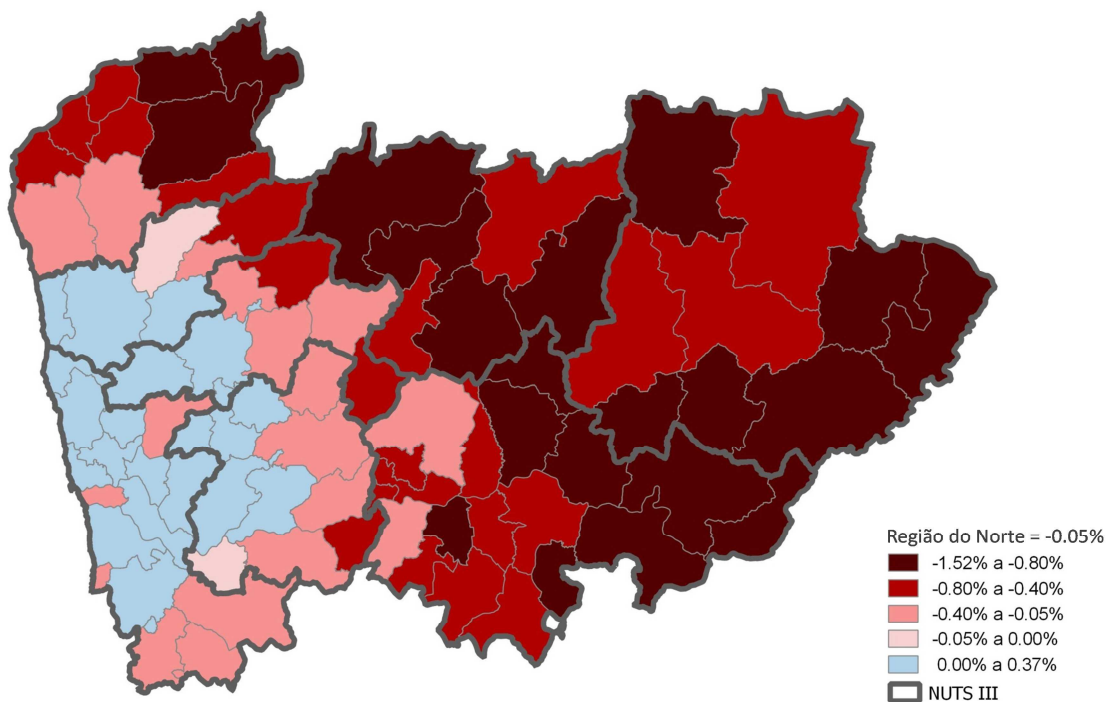 Região do Norte = -0.05%
-1.52% a -0.80%
-0.80% a -0.40%
-0.40% a -0.05%
-0.05% a 0.00%
0.00% a 0.37%
NUTS III